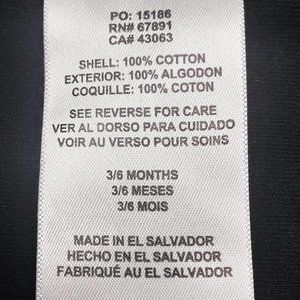 PO: 15186
RN# 67891
CA# 43063
SHELL: 100% COTTON
EXTERIOR: 100% ALGODON
COQUILLE: 100% COTON
SEE REVERSE FOR CARE
VER AL DORSO PARA CUIDADO
VOIR AU VERSO POUR SOINS
3/6 MONTHS
3/6 MESES
3/6 MOIS
MADE IN EL SALVADOR
HECHO EN EL SALVADOR
FABRIQUÉ AU EL SALVADOR